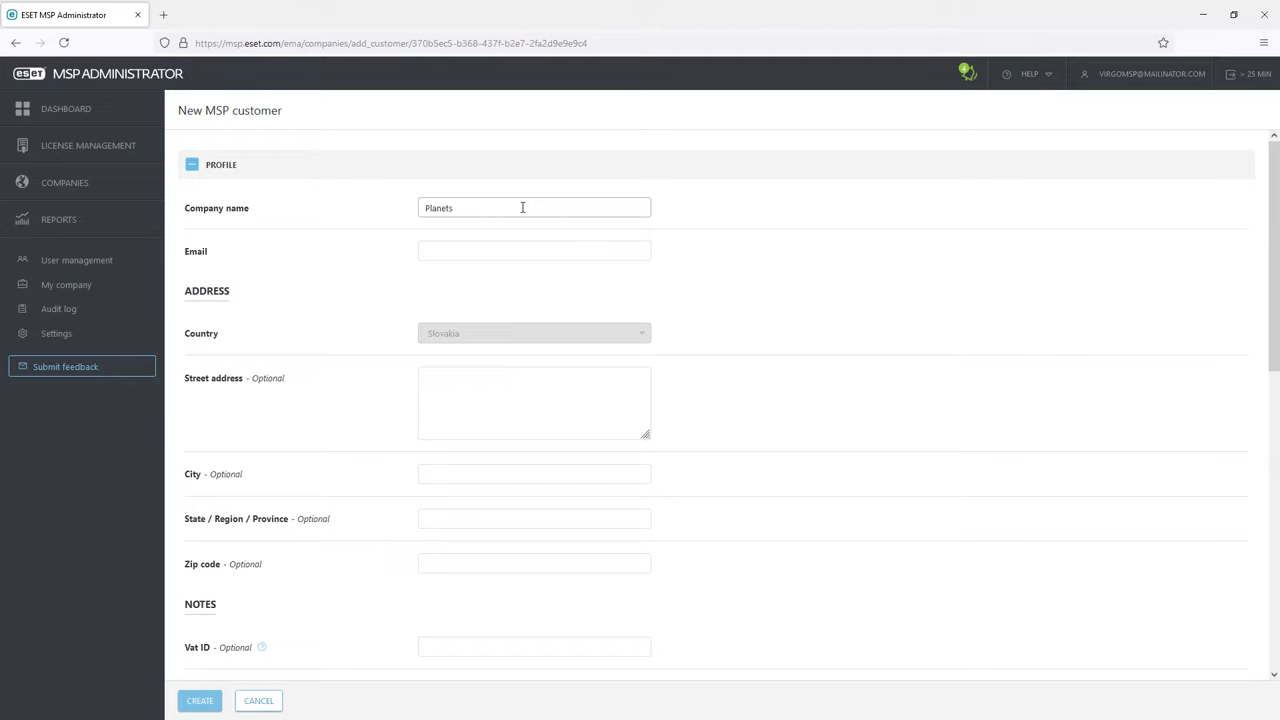 ESET MSP Administrator
https://msp.eset.com/ema/companies/add_customer/370b5ec5-b368-437f-b2e7-2fa2d9e9e9c4
eset MSP ADMINISTRATOR
4
HELP
VIRGOMSP@MAILINATOR.COM
> 25 MIN
DASHBOARD
LICENSE MANAGEMENT
COMPANIES
REPORTS
User management
My company
Audit log
Settings
Submit feedback
New MSP customer
PROFILE
Company name
Planets
Email
ADDRESS
Country
Slovakia
Street address - Optional
City - Optional
State / Region / Province - Optional
Zip code - Optional
NOTES
Vat ID - Optional
CREATE
CANCEL